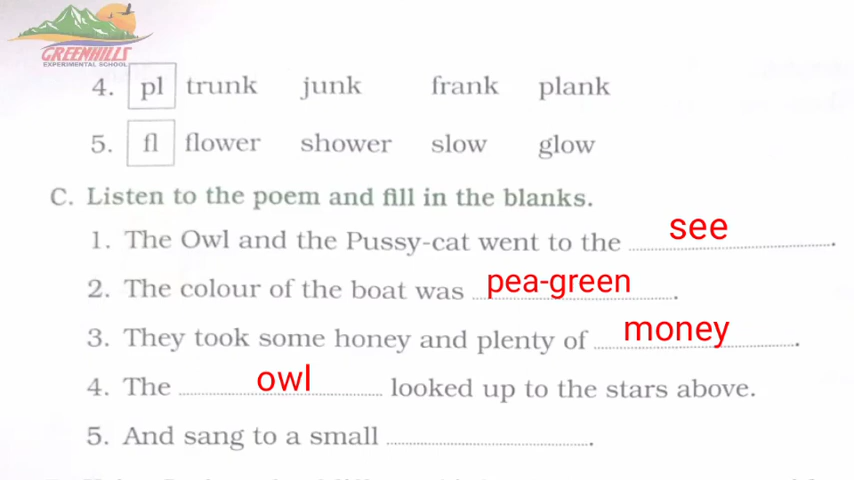 GREENHILLS
EXPERIMENTAL SCHOOL
4. pl trunk junk frank plank
5. fl flower shower slow glow
C. Listen to the poem and fill in the blanks.
1. The Owl and the Pussy-cat went to the see.
2. The colour of the boat was pea-green.
3. They took some honey and plenty of money.
4. The owl looked up to the stars above.
5. And sang to a small ....................